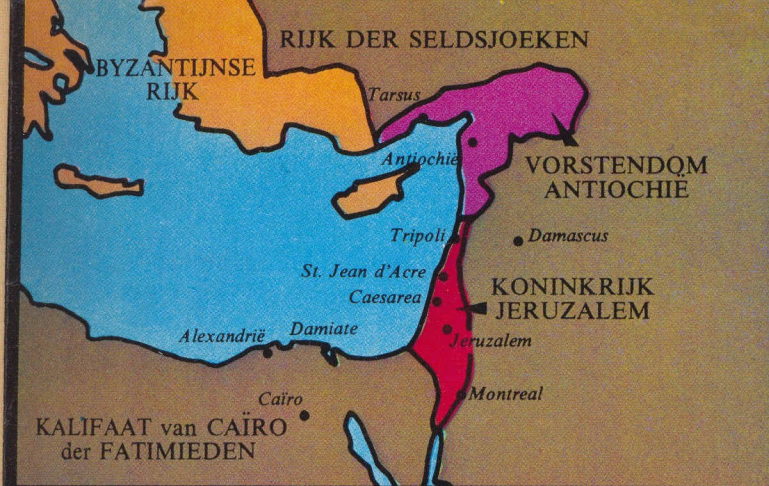 RIJK DER SELDSJOEKEN
BYZANTIJNSE
RIJK
Tarsus
Antiochië
VORSTENDOM
ANTIOCHIË
Tripoli
Damascus
St. Jean d'Acre
KONINKRIJK
JERUZALEM
Caesarea
Alexandrië
Damiate
Jeruzalem
Caïro
Montreal
KALIFAAT van CAÏRO
der FATIMIEDEN